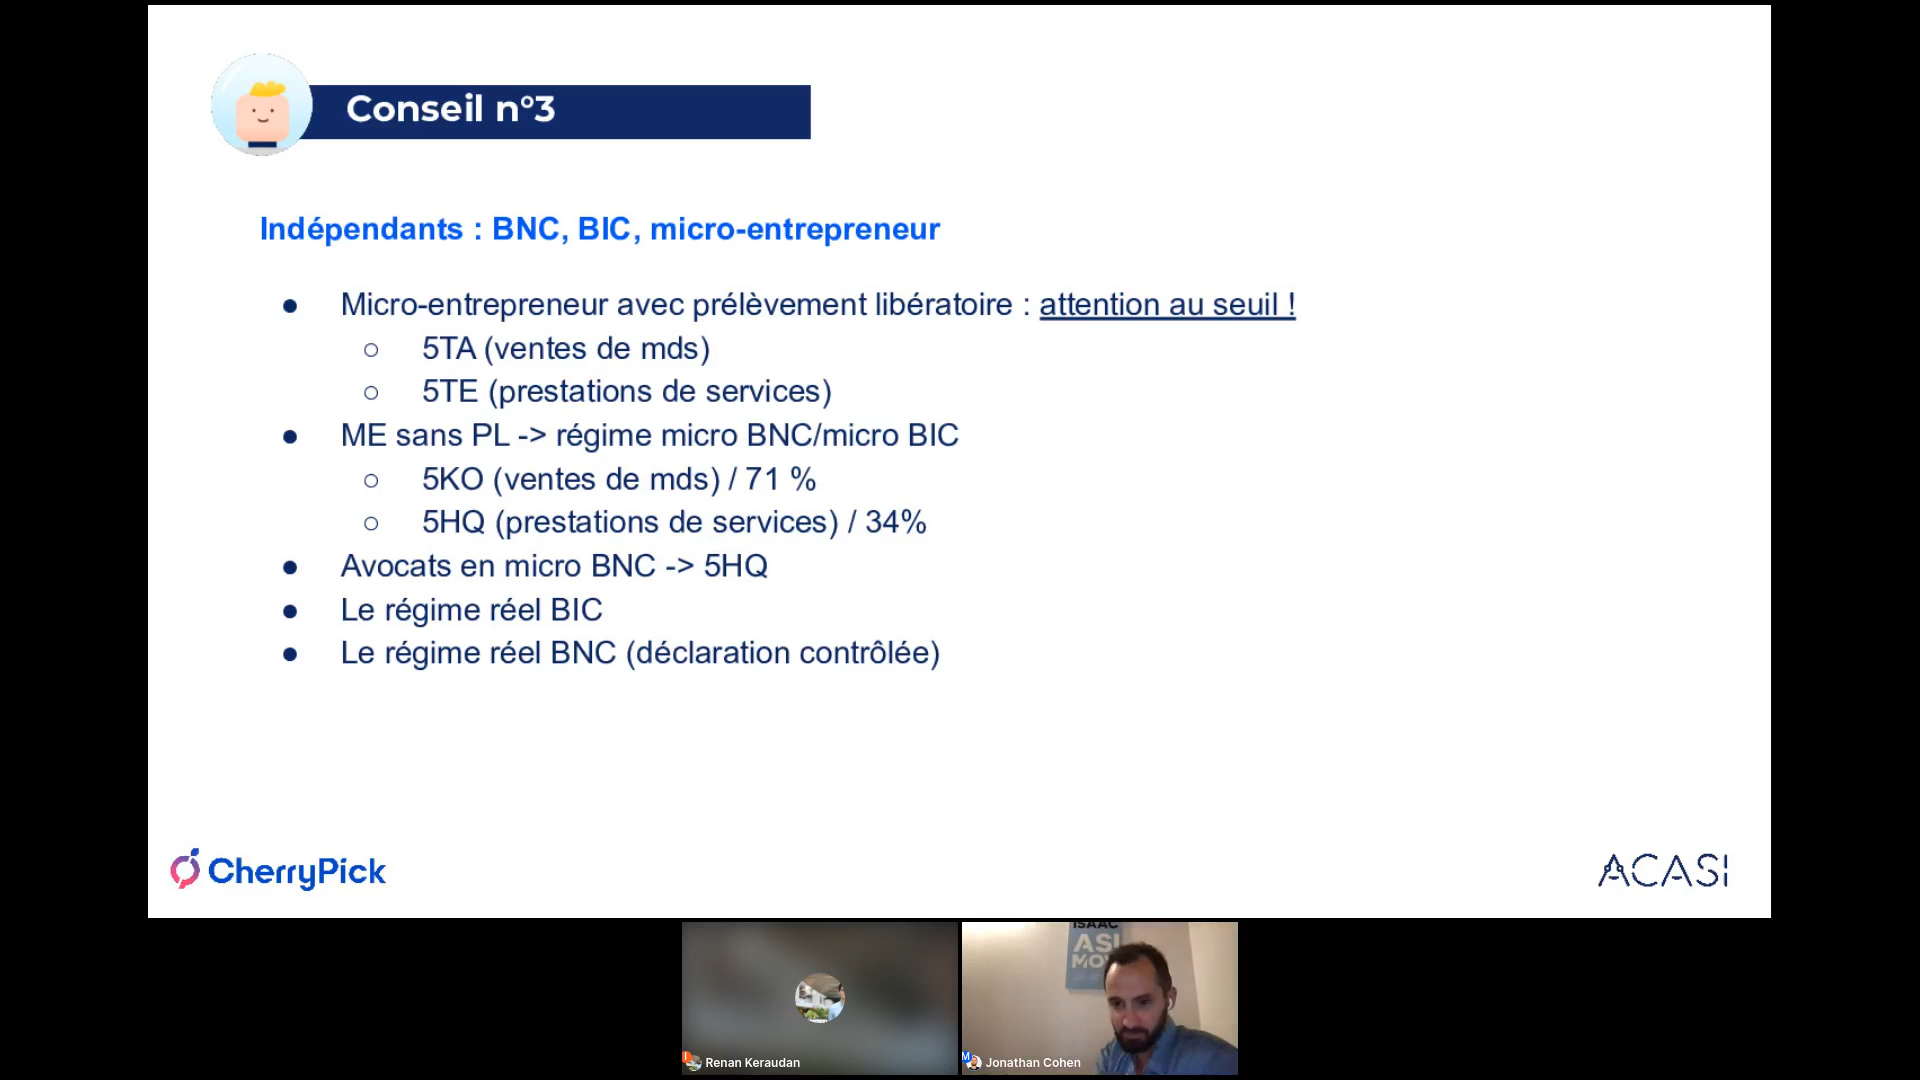 Conseil n°3
Indépendants : BNC, BIC, micro-entrepreneur
● Micro-entrepreneur avec prélèvement libératoire : attention au seuil !
○ 5TA (ventes de mds)
○ 5TE (prestations de services)
● ME sans PL -> régime micro BNC/micro BIC
○ 5KO (ventes de mds) / 71 %
○ 5HQ (prestations de services) / 34%
● Avocats en micro BNC -> 5HQ
● Le régime réel BIC
● Le régime réel BNC (déclaration contrôlée)
CherryPick
ACASI
ISAAC
ASI
MOV
Renan Keraudan
M
Jonathan Cohen